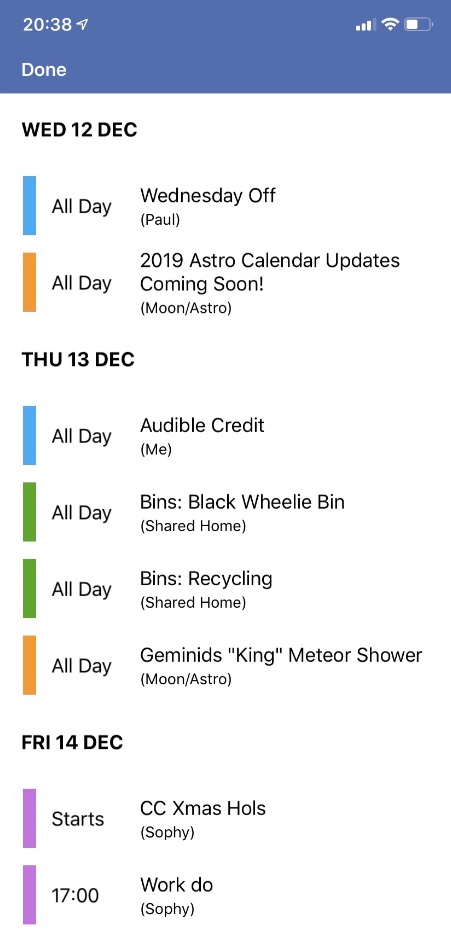 20:38
Done
WED 12 DEC
All Day
Wednesday Off
(Paul)
All Day
2019 Astro Calendar Updates
Coming Soon!
(Moon/Astro)
THU 13 DEC
All Day
Audible Credit
(Me)
All Day
Bins: Black Wheelie Bin
(Shared Home)
All Day
Bins: Recycling
(Shared Home)
All Day
Geminids "King" Meteor Shower
(Moon/Astro)
FRI 14 DEC
Starts
CC Xmas Hols
(Sophy)
17:00
Work do
(Sophy)